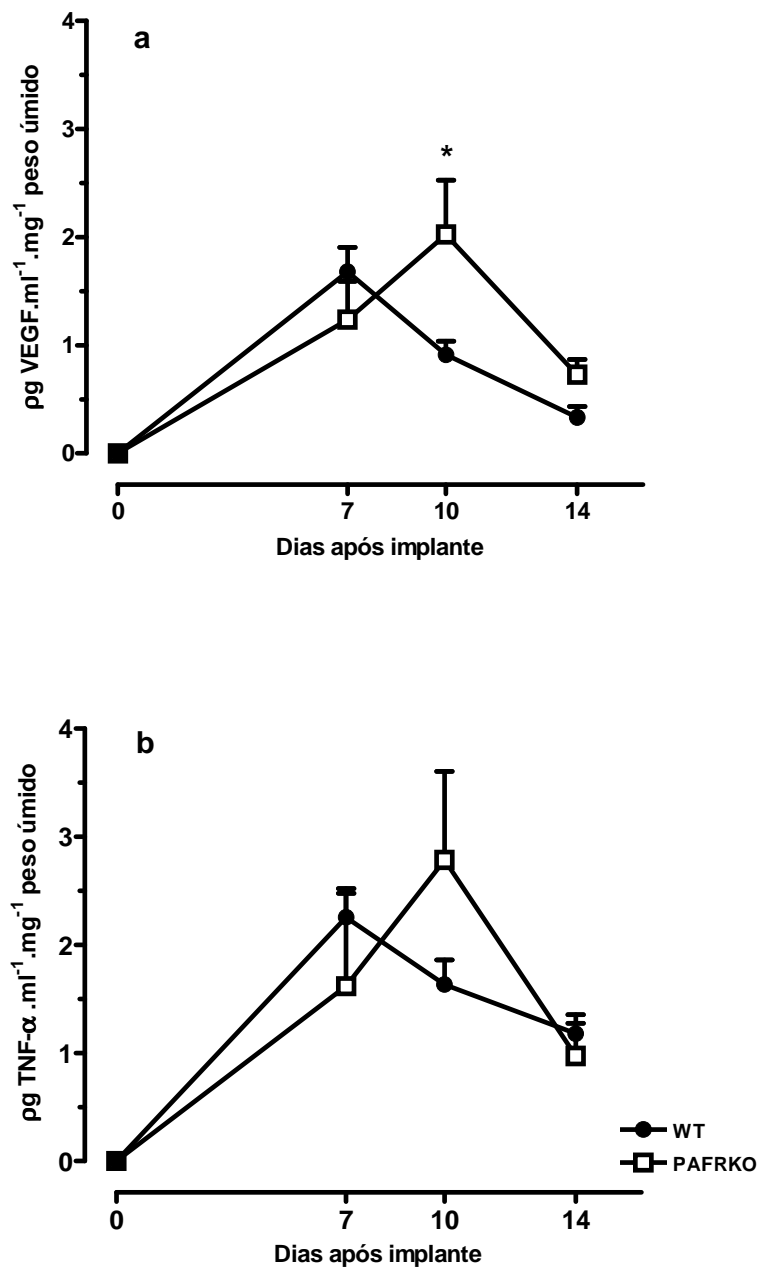 a
4
3
2
1
0
ρg VEGF.ml⁻¹.mg⁻¹ peso úmido
*
0 7 10 14
Dias após implante
b
4
3
2
1
0
ρg TNF-α .ml⁻¹.mg⁻¹ peso úmido
WT
PAFRKO
0 7 10 14
Dias após implante